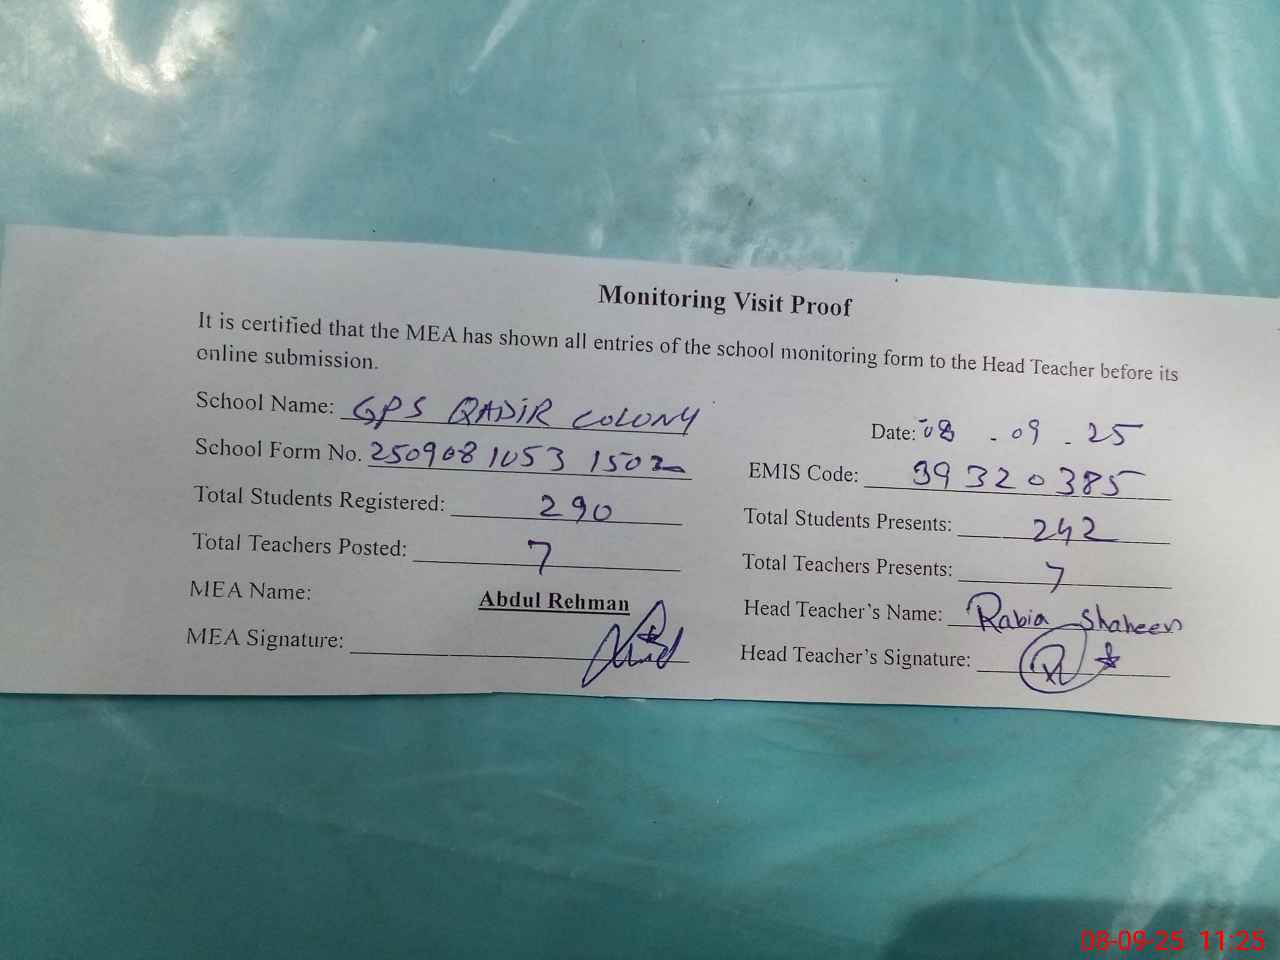 Monitoring Visit Proof
It is certified that the MEA has shown all entries of the school monitoring form to the Head Teacher before its
online submission.
School Name: GPS QADIR COLONY
Date: 08 . 09 . 25
School Form No. 2509081053 1502
EMIS Code: 39320385
Total Students Registered: 290
Total Students Presents: 242
Total Teachers Posted: 7
Total Teachers Presents: 7
MEA Name: Abdul Rehman
Head Teacher's Name: Rabia Shaheen
MEA Signature:
Head Teacher's Signature:
08-09-25 11:25